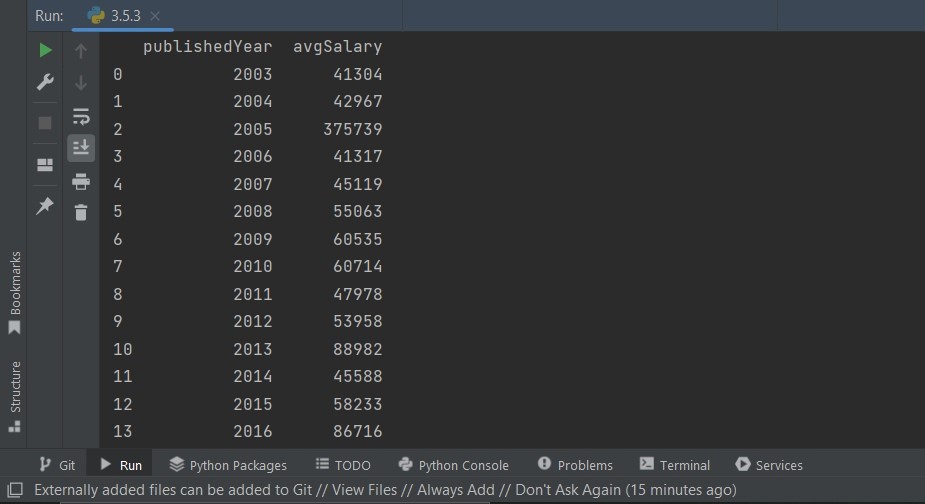 Run: 3.5.3
publishedYear avgSalary
0 2003 41304
1 2004 42967
2 2005 375739
3 2006 41317
4 2007 45119
5 2008 55063
6 2009 60535
7 2010 60714
8 2011 47978
9 2012 53958
10 2013 88982
11 2014 45588
12 2015 58233
13 2016 86716
Bookmarks
Structure
Git Run Python Packages TODO Python Console Problems Terminal Services
Externally added files can be added to Git // View Files // Always Add // Don't Ask Again (15 minutes ago)